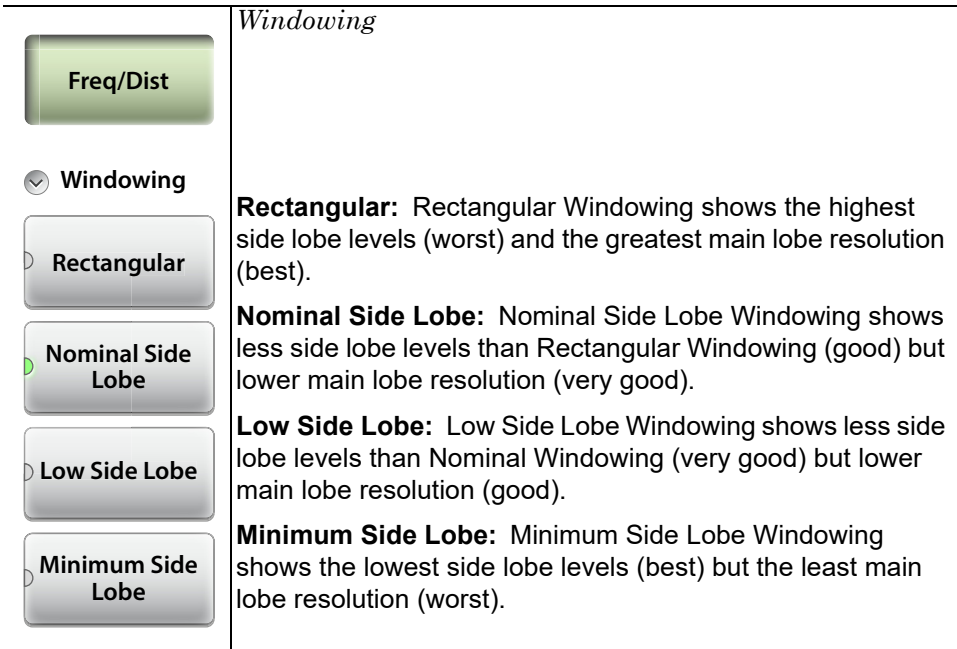 Windowing
Freq/Dist
Windowing
Rectangular
Nominal Side
Lobe
Low Side Lobe
Minimum Side
Lobe
Rectangular: Rectangular Windowing shows the highest
side lobe levels (worst) and the greatest main lobe resolution
(best).
Nominal Side Lobe: Nominal Side Lobe Windowing shows
less side lobe levels than Rectangular Windowing (good) but
lower main lobe resolution (very good).
Low Side Lobe: Low Side Lobe Windowing shows less side
lobe levels than Nominal Windowing (very good) but lower
main lobe resolution (good).
Minimum Side Lobe: Minimum Side Lobe Windowing
shows the lowest side lobe levels (best) but the least main
lobe resolution (worst).